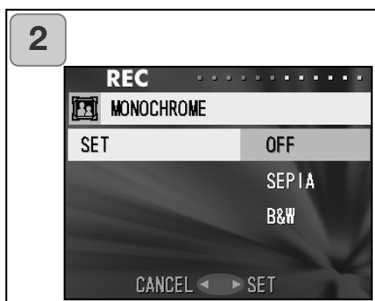 2
REC
MONOCHROME
SET OFF
SEPIA
B&W
CANCEL SET